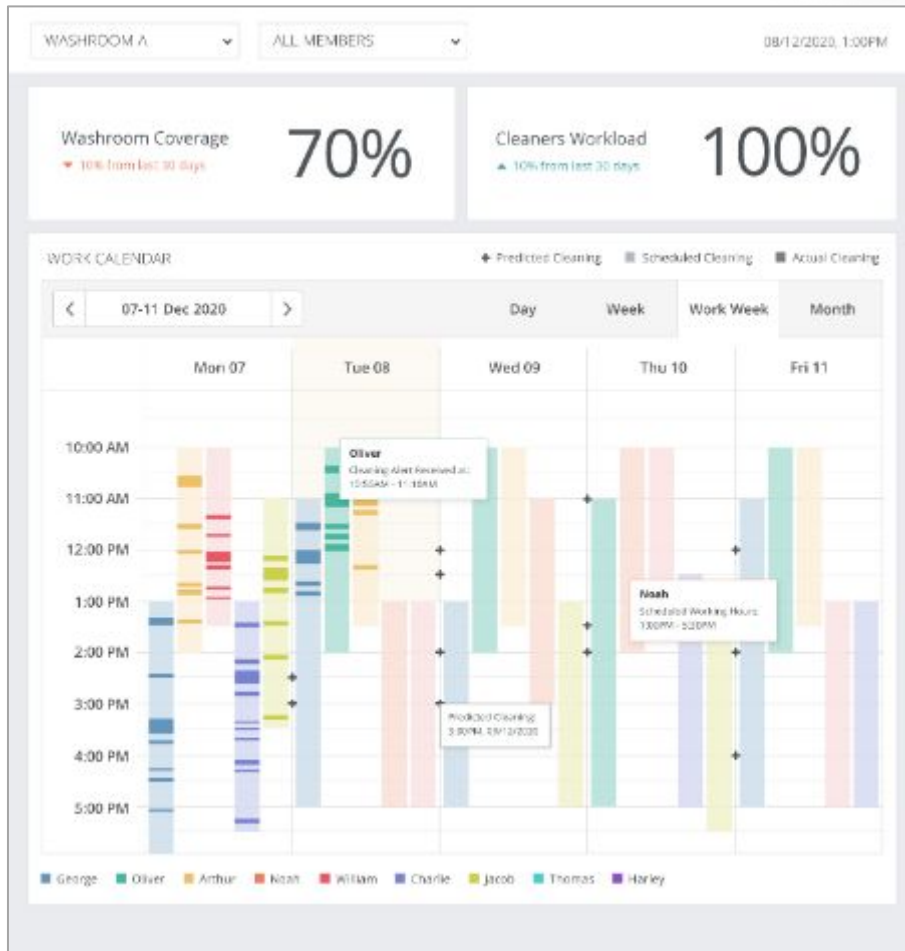 WASHROOM A
ALL MEMBERS
08/12/2020, 1:00PM
Washroom Coverage
10% from last 30 days
70%
Cleaners Workload
10% from last 30 days
100%
WORK CALENDAR
Predicted Cleaning
Scheduled Cleaning
Actual Cleaning
07-11 Dec 2020
Day
Week
Work Week
Month
Mon 07
Tue 08
Wed 09
Thu 10
Fri 11
10:00 AM
11:00 AM
12:00 PM
1:00 PM
2:00 PM
3:00 PM
4:00 PM
5:00 PM
Oliver
Cleaning Alert Received at:
10:55AM - 11:10AM
Noah
Scheduled Working Hours:
1:00PM - 5:30PM
Predicted Cleaning:
3:00PM, 09/12/2020
George
Oliver
Arthur
Noah
William
Charlie
Jacob
Thomas
Harley